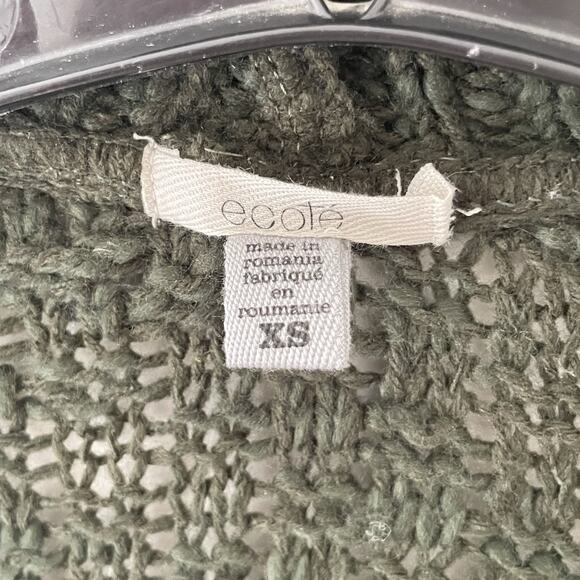 ecoté
made in
romania
fabriqué
en
roumanie
XS